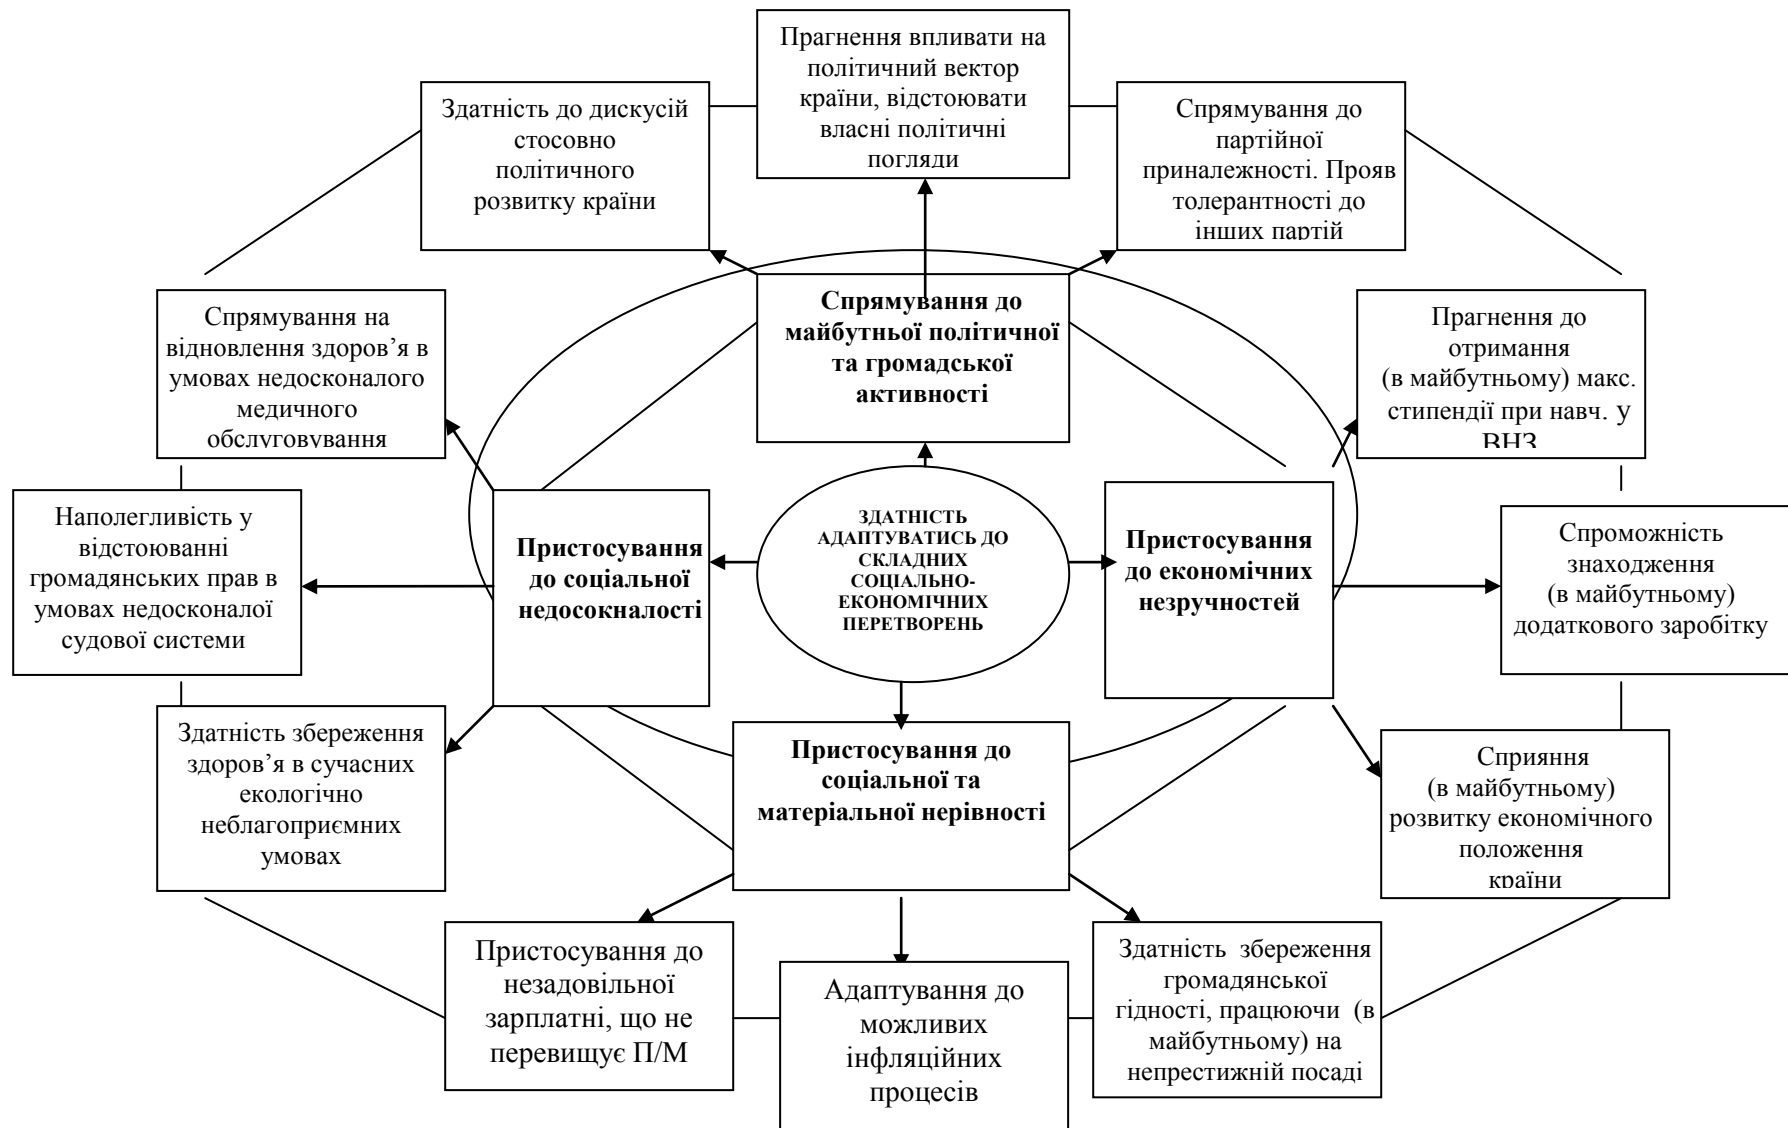 Прагнення впливати на
політичний вектор
країни, відстоювати
власні політичні
погляди
Здатність до дискусій
стосовно
політичного
розвитку країни
Спрямування до
партійної
приналежності. Прояв
толерантності до
інших партій
Спрямування на
відновлення здоров’я в
умовах недосконалого
медичного
обслуговування
Спрямування до
майбутньої політичної
та громадської
активності
Прагнення до
отримання
(в майбутньому) макс.
стипендії при навч. у
ВНЗ
Наполегливість у
відстоюванні
громадянських прав в
умовах недосконалої
судової системи
Пристосування
до соціальної
недосокналості
ЗДАТНІСТЬ
АДАПТУВАТИСЬ ДО
СКЛАДНИХ
СОЦІАЛЬНО-
ЕКОНОМІЧНИХ
ПЕРЕТВОРЕНЬ
Пристосування
до економічних
незручностей
Спроможність
знаходження
(в майбутньому)
додаткового заробітку
Здатність збереження
здоров’я в сучасних
екологічно
неблагоприємних
умовах
Пристосування до
соціальної та
матеріальної нерівності
Сприяння
(в майбутньому)
розвитку економічного
положення
країни
Пристосування до
незадовільної
зарплатні, що не
перевищує П/М
Адаптування до
можливих
інфляційних
процесів
Здатність збереження
громадянської
гідності, працюючи (в
майбутньому) на
непрестижній посаді